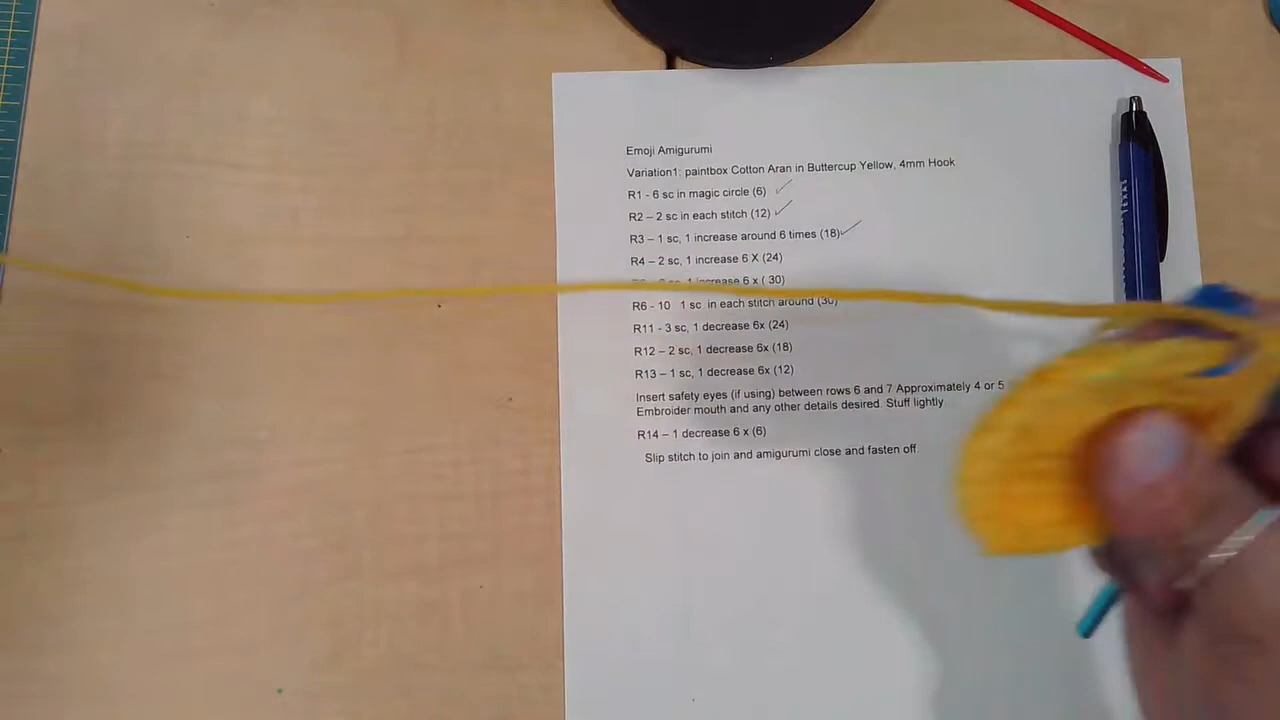 Emoji Amigurumi
Variation1: paintbox Cotton Aran in Buttercup Yellow, 4mm Hook
R1 - 6 sc in magic circle (6)
R2 – 2 sc in each stitch (12)
R3 – 1 sc, 1 increase around 6 times (18)
R4 – 2 sc, 1 increase 6 X (24)
1 increase 6 x ( 30)
R6 - 10 1 sc in each stitch around (30)
R11 - 3 sc, 1 decrease 6x (24)
R12 – 2 sc, 1 decrease 6x (18)
R13 – 1 sc, 1 decrease 6x (12)
Insert safety eyes (if using) between rows 6 and 7 Approximately 4 or 5
Embroider mouth and any other details desired. Stuff lightly
R14 – 1 decrease 6 x (6)
Slip stitch to join and amigurumi close and fasten off.
TEXAS